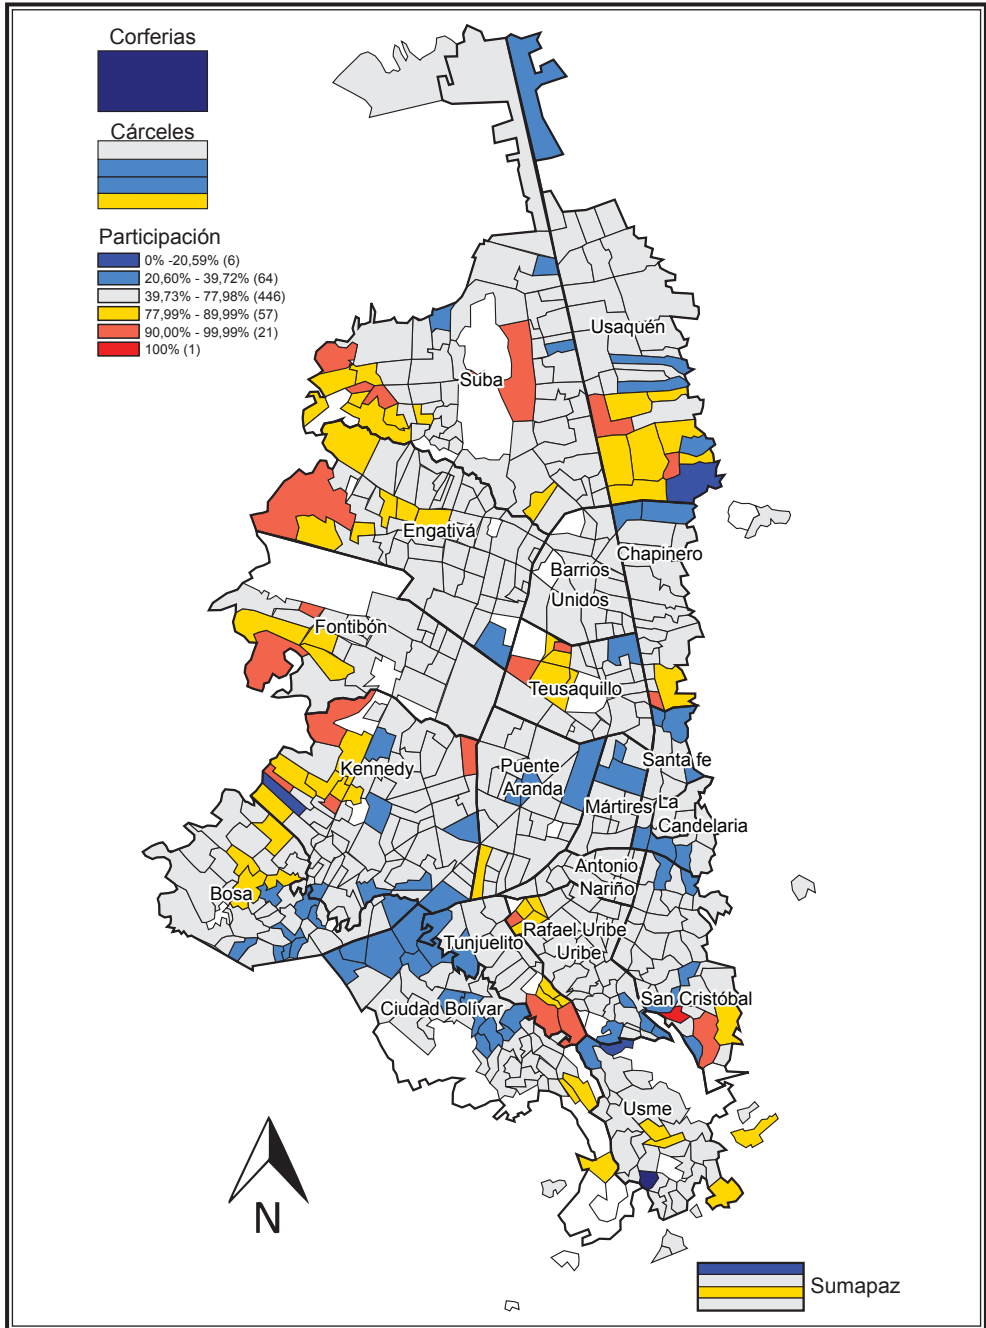 Corferias
Cárceles
Participación
0% -20,59% (6)
20,60% - 39,72% (64)
39,73% - 77,98% (446)
77,99% - 89,99% (57)
90,00% - 99,99% (21)
100% (1)
Usaquén
Suba
Engativá
Chapinero
Barrios
Unidos
Fontibón
Teusaquillo
Santa fe
Puente
Aranda
Kennedy
Mártires
La
Candelaria
Antonio
Nariño
Bosa
Rafael Uribe
Uribe
Tunjuelito
San Cristóbal
Ciudad Bolívar
Usme
N
Sumapaz